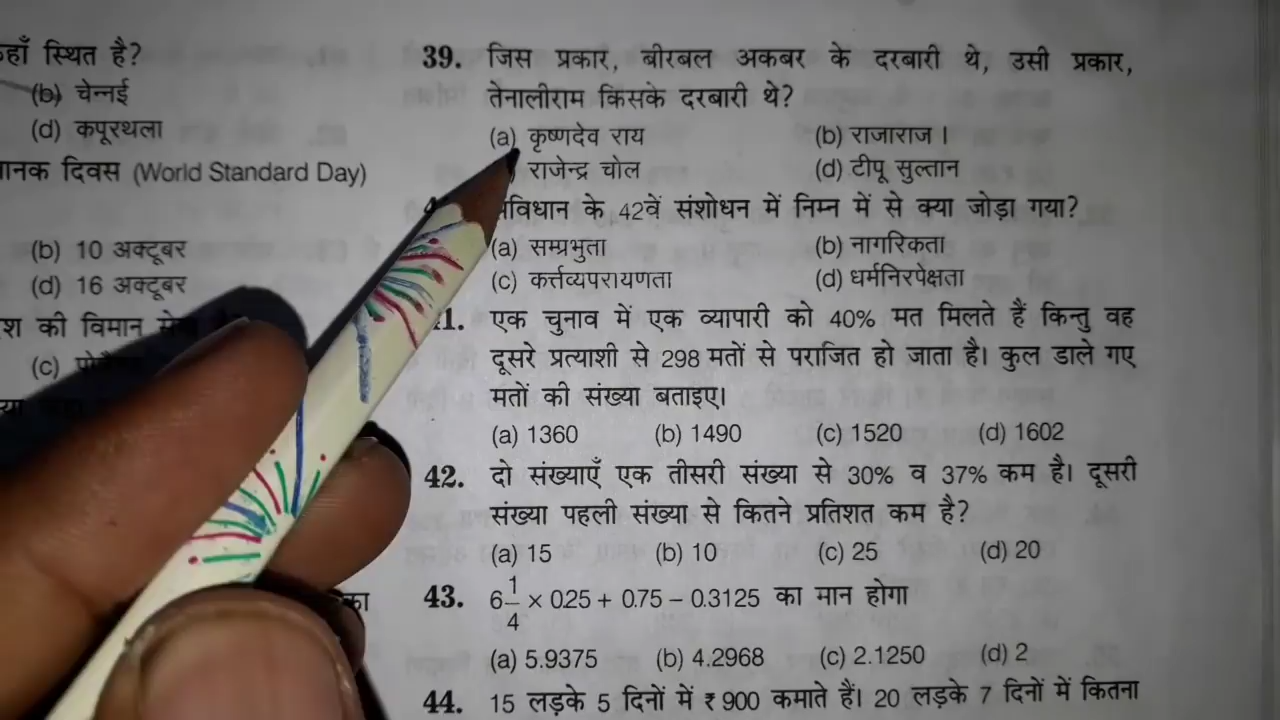 हाँ स्थित है?
(b) चेन्नई
(d) कपूरथला
मानक दिवस (World Standard Day)
(b) 10 अक्टूबर
(d) 16 अक्टूबर
की विमान
(c)
का
39. जिस प्रकार, बीरबल अकबर के दरबारी थे, उसी प्रकार,
तेनालीराम किसके दरबारी थे?
(a) कृष्णदेव राय (b) राजाराज I
राजेन्द्र चोल (d) टीपू सुल्तान
संविधान के 42वें संशोधन में निम्न में से क्या जोड़ा गया?
(a) सम्प्रभुता (b) नागरिकता
(c) कर्त्तव्यपरायणता (d) धर्मनिरपेक्षता
41. एक चुनाव में एक व्यापारी को 40% मत मिलते हैं किन्तु वह
दूसरे प्रत्याशी से 298 मतों से पराजित हो जाता है। कुल डाले गए
मतों की संख्या बताइए।
(a) 1360 (b) 1490 (c) 1520 (d) 1602
42. दो संख्याएँ एक तीसरी संख्या से 30% व 37% कम है। दूसरी
संख्या पहली संख्या से कितने प्रतिशत कम है?
(a) 15 (b) 10 (c) 25 (d) 20
43. 6 1/4 × 0.25 + 0.75 – 0.3125 का मान होगा
(a) 5.9375 (b) 4.2968 (c) 2.1250 (d) 2
44. 15 लड़के 5 दिनों में ₹ 900 कमाते हैं। 20 लड़के 7 दिनों में कितना